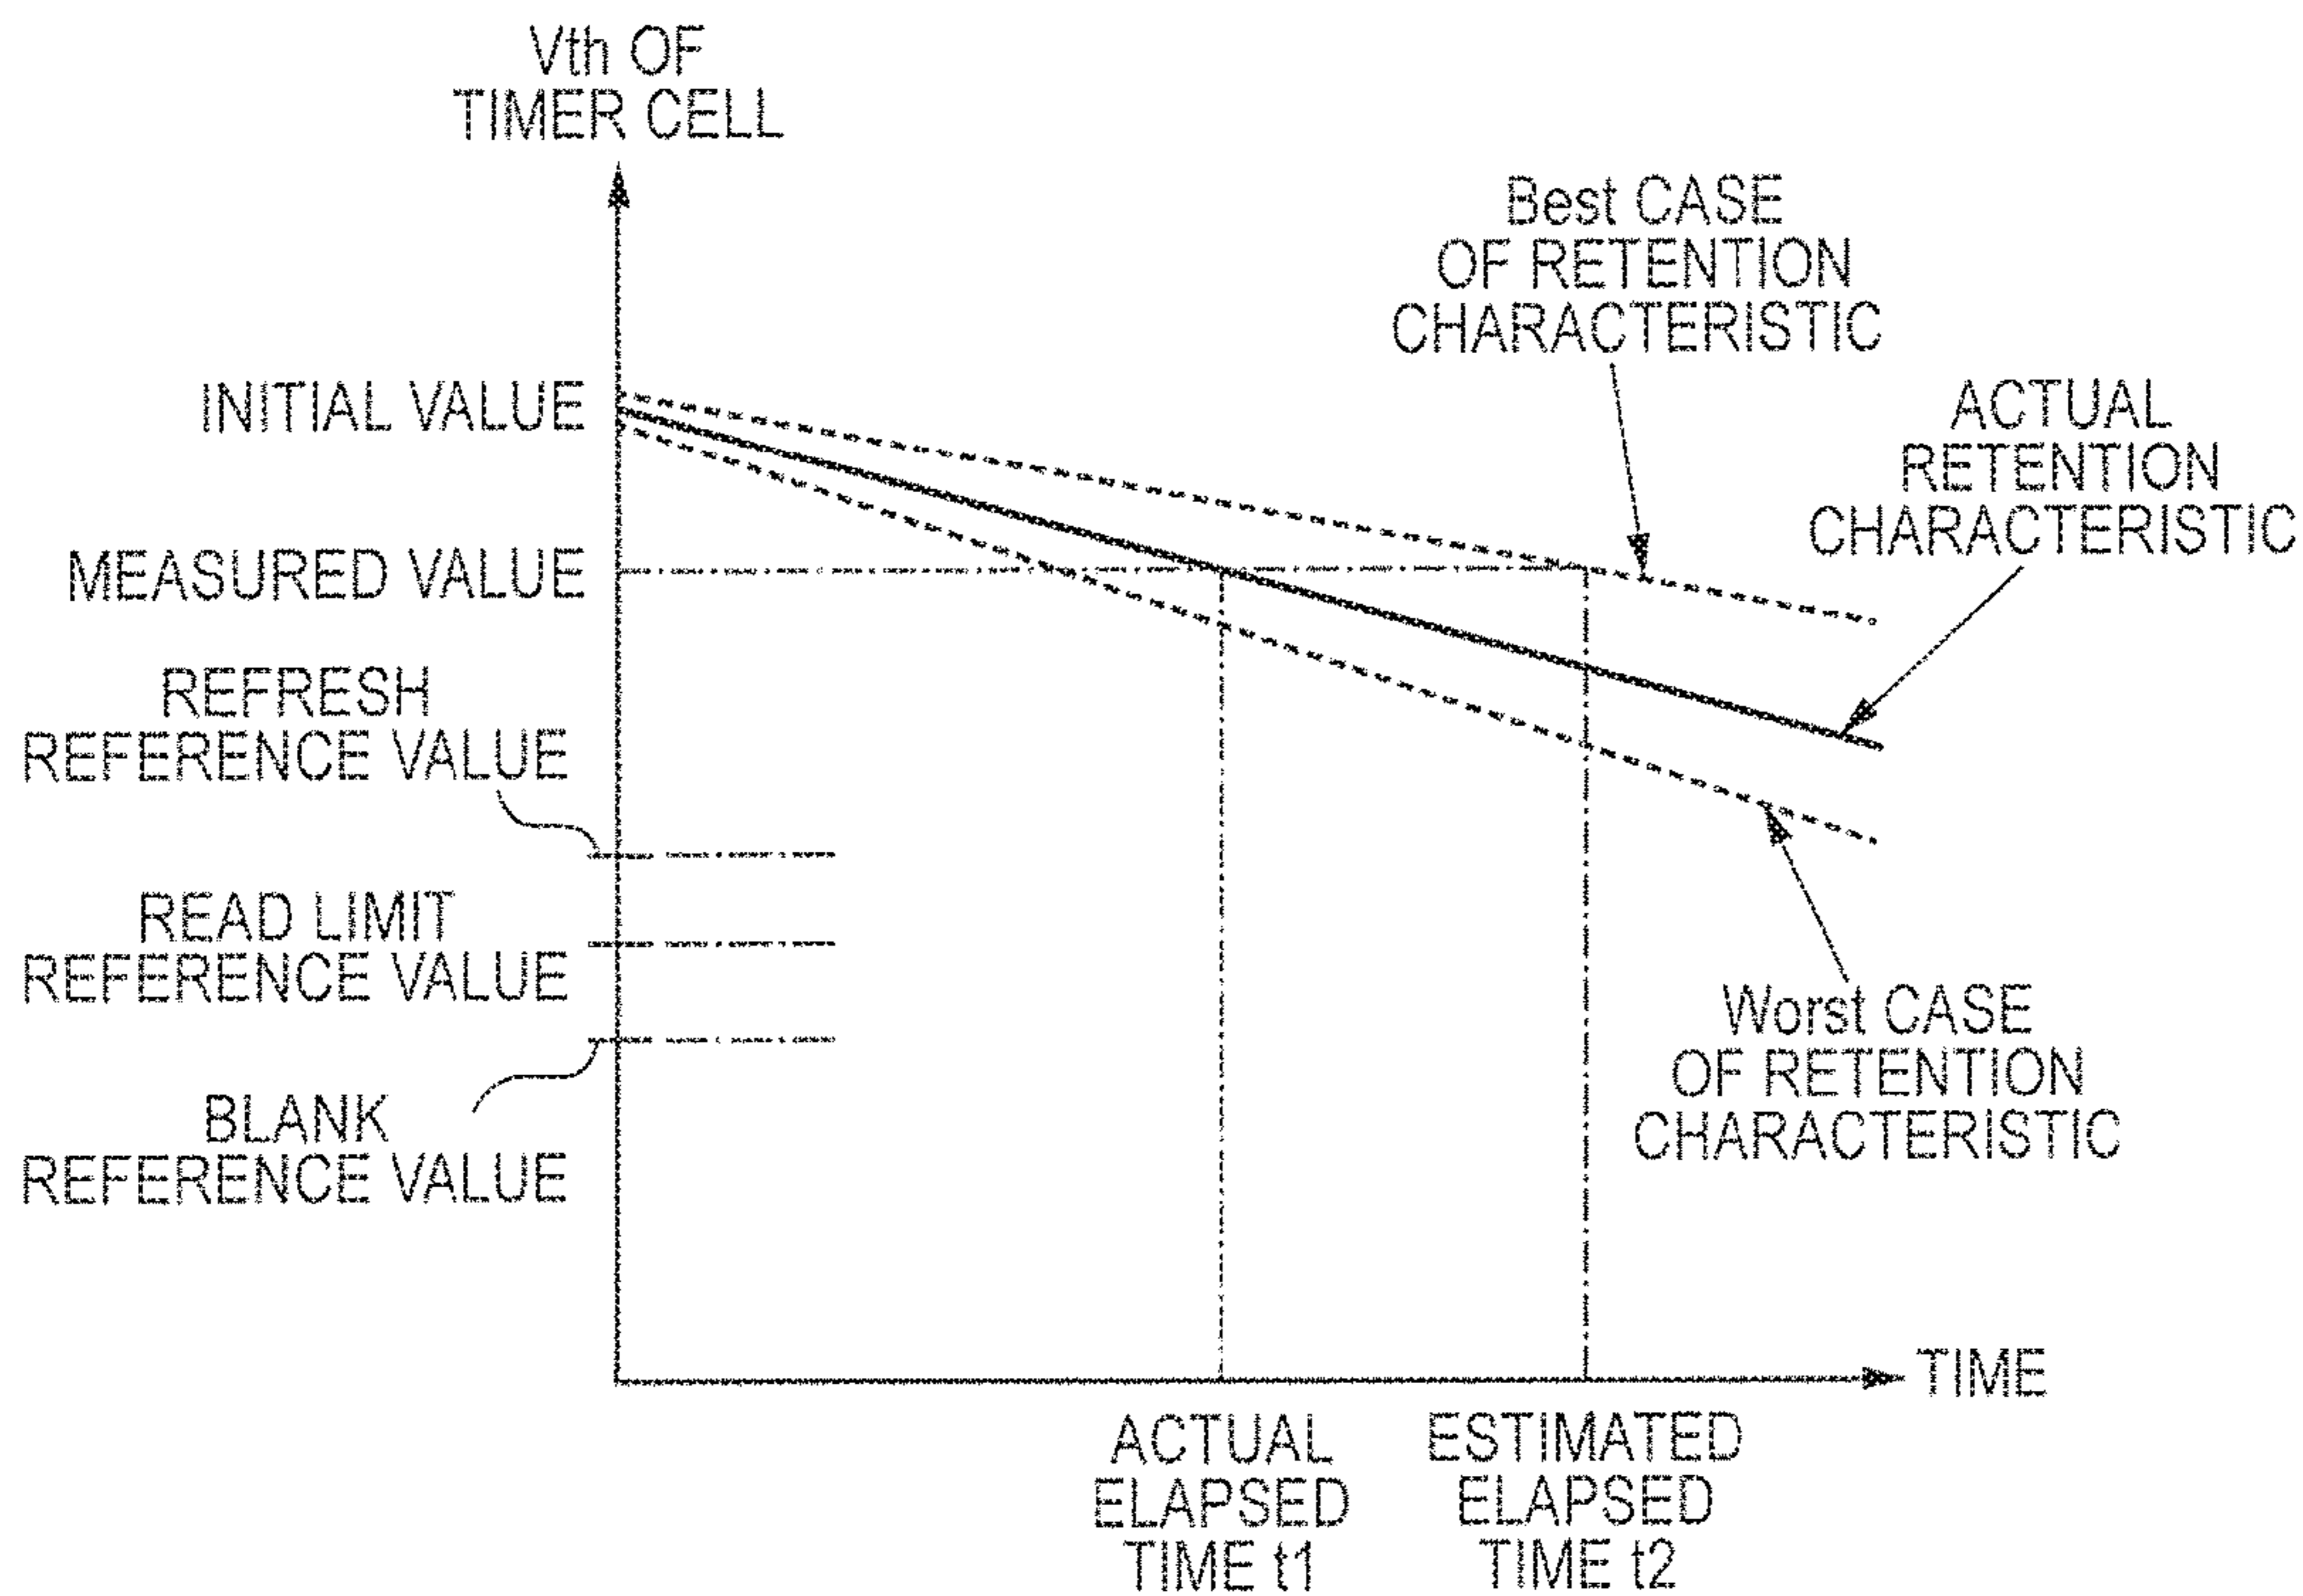 Vth OF
TIMER CELL
Best CASE
OF RETENTION
CHARACTERISTIC
INITIAL VALUE
ACTUAL
RETENTION
CHARACTERISTIC
MEASURED VALUE
REFRESH
REFERENCE VALUE
READ LIMIT
REFERENCE VALUE
Worst CASE
OF RETENTION
CHARACTERISTIC
BLANK
REFERENCE VALUE
TIME
ACTUAL
ELAPSED
TIME t1
ESTIMATED
ELAPSED
TIME t2